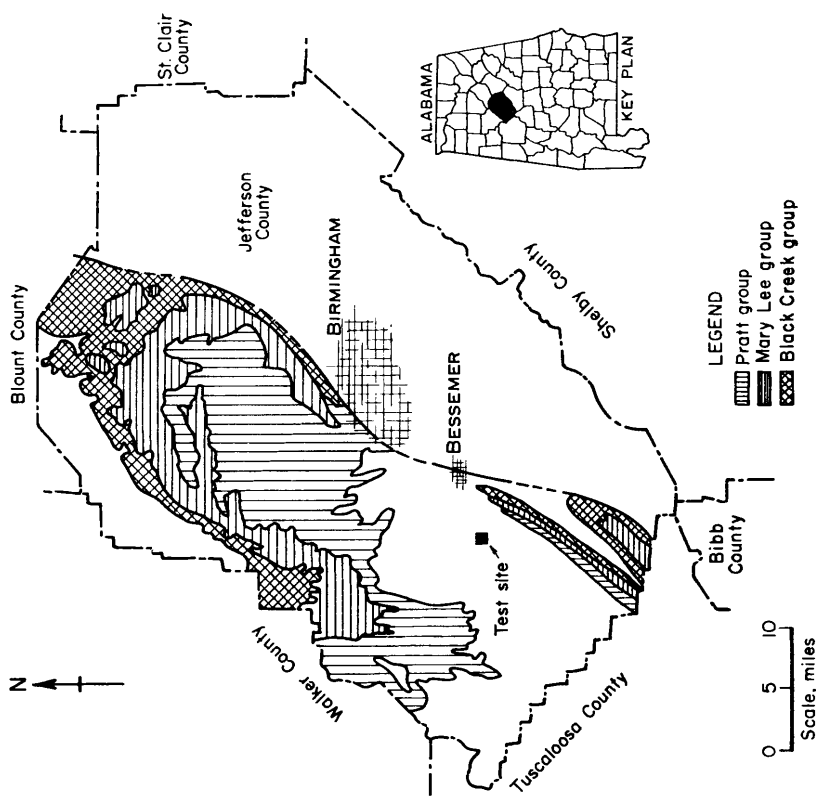 St. Clair
County
Blount County
Jefferson
County
BIRMINGHAM
BESSEMER
Shelby County
Walker County
Test site
Tuscaloosa County
Bibb
County
N
0 5 10
Scale, miles
ALABAMA
KEY PLAN
LEGEND
Pratt group
Mary Lee group
Black Creek group